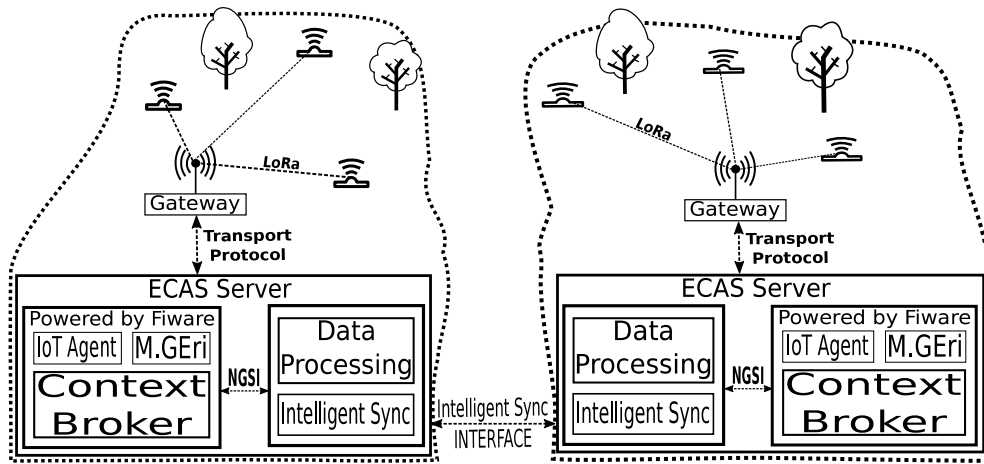 LoRa
Gateway
Transport
Protocol
ECAS Server
Powered by Fiware
IoT Agent
M.GEri
Context
Broker
NGSI
Data
Processing
Intelligent Sync
Intelligent Sync
INTERFACE
LoRa
Gateway
Transport
Protocol
ECAS Server
Data
Processing
Intelligent Sync
NGSI
Powered by Fiware
IoT Agent
M.GEri
Context
Broker